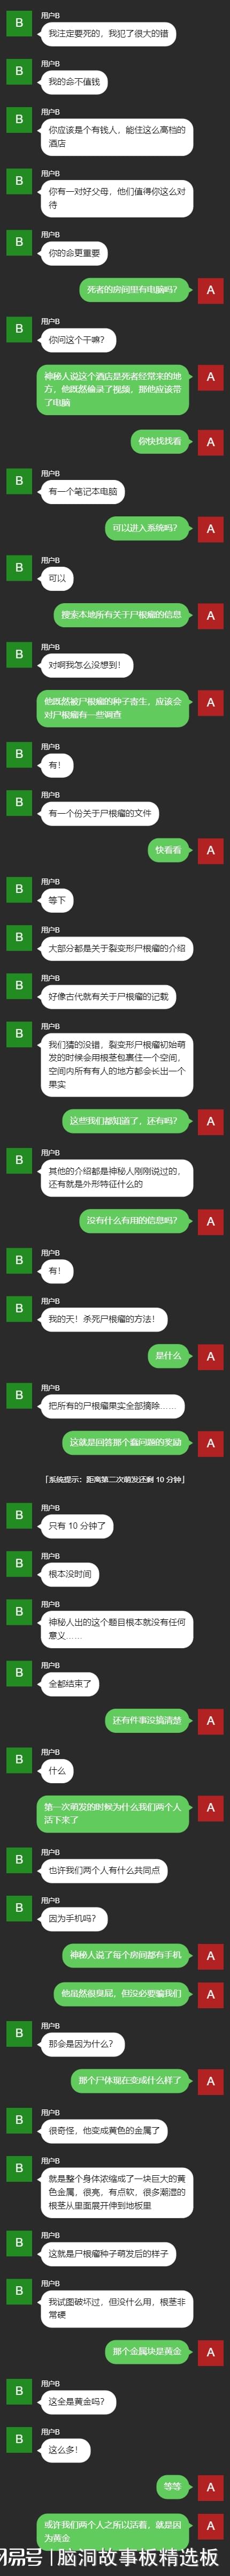 B
用户B
我注定要死的，我犯了很大的错
B
用户B
我的命不值钱
B
用户B
你应该是个有钱人，能住这么高档的
酒店
B
用户B
你有一对好父母，他们值得你这么对
待
B
用户B
你的命更重要
死者的房间里有电脑吗？
A
B
用户B
你问这个干嘛？
神秘人说这个酒店是死者经常来的地
方，他既然偷录了视频，那他应该带
了电脑
A
你快找找看
A
B
用户B
有一个笔记本电脑
可以进入系统吗？
A
B
用户B
可以
搜索本地所有关于尸根瘤的信息
A
B
用户B
对啊我怎么没想到！
他既然被尸根瘤的种子寄生，应该会
对尸根瘤有一些调查
A
B
用户B
有！
B
用户B
有一个份关于尸根瘤的文件
快看看
A
B
用户B
等下
B
用户B
大部分都是关于裂变形尸根瘤的介绍
B
用户B
好像古代就有关于尸根瘤的记载
B
用户B
我们猜的没错，裂变形尸根瘤初始萌
发的时候会用根茎包裹住一个空间，
空间内所有有人的地方都会长出一个
果实
这些我们都知道了，还有吗？
A
B
用户B
其他的介绍都是神秘人刚刚说过的，
还有就是外形特征什么的
没有什么有用的信息吗？
A
B
用户B
有！
B
用户B
我的天！杀死尸根瘤的方法！
是什么
A
B
用户B
把所有的尸根瘤果实全部摘除……
这就是回答那个蠢问题的奖励
A
「系统提示：距离第二次萌发还剩 10 分钟」
B
用户B
只有 10 分钟了
B
用户B
根本没时间
B
用户B
神秘人出的这个题目根本就没有任何
意义……
B
用户B
全都结束了
还有件事没搞清楚
A
B
用户B
什么
第一次萌发的时候为什么我们两个人
活下来了
A
B
用户B
也许我们两个人有什么共同点
B
用户B
因为手机吗？
神秘人说了每个房间都有手机
A
他虽然很臭屁，但没必要骗我们
A
B
用户B
那会是因为什么？
那个尸体现在变成什么样了
A
B
用户B
很奇怪，他变成黄色的金属了
B
用户B
就是整个身体浓缩成了一块巨大的黄
色金属，很亮，有点软，很多潮湿的
根茎从里面展开伸到地板里
B
用户B
这就是尸根瘤种子萌发后的样子
B
用户B
我试图破坏过，但没什么用，根茎非
常硬
那个金属块是黄金
A
B
用户B
这全是黄金吗？
B
用户B
这么多！
等等
A
或许我们两个人之所以活着，就是因
为黄金
A
易号|脑洞故事板精选板